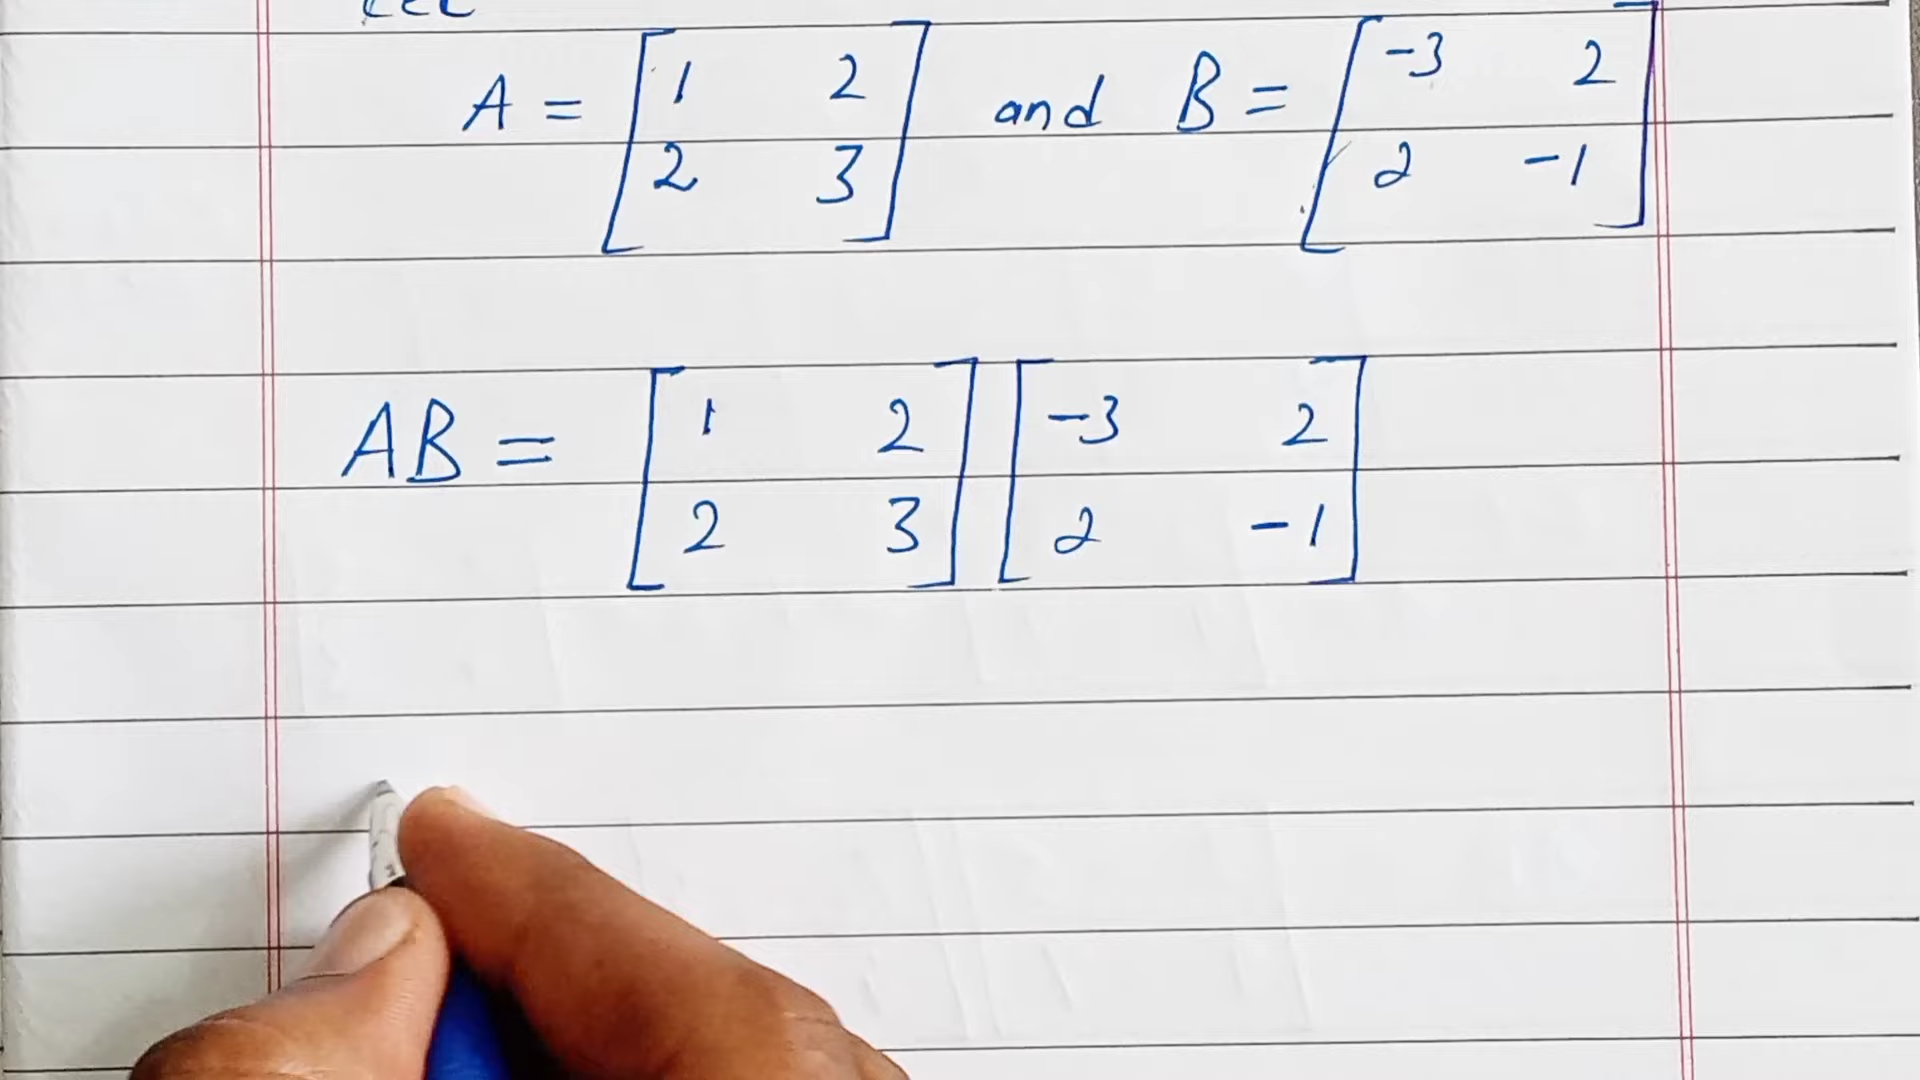 A = [ 1 2 ] and B = [ -3 2 ]
[ 2 3 ] [ 2 -1 ]
AB = [ 1 2 ] [ -3 2 ]
[ 2 3 ] [ 2 -1 ]